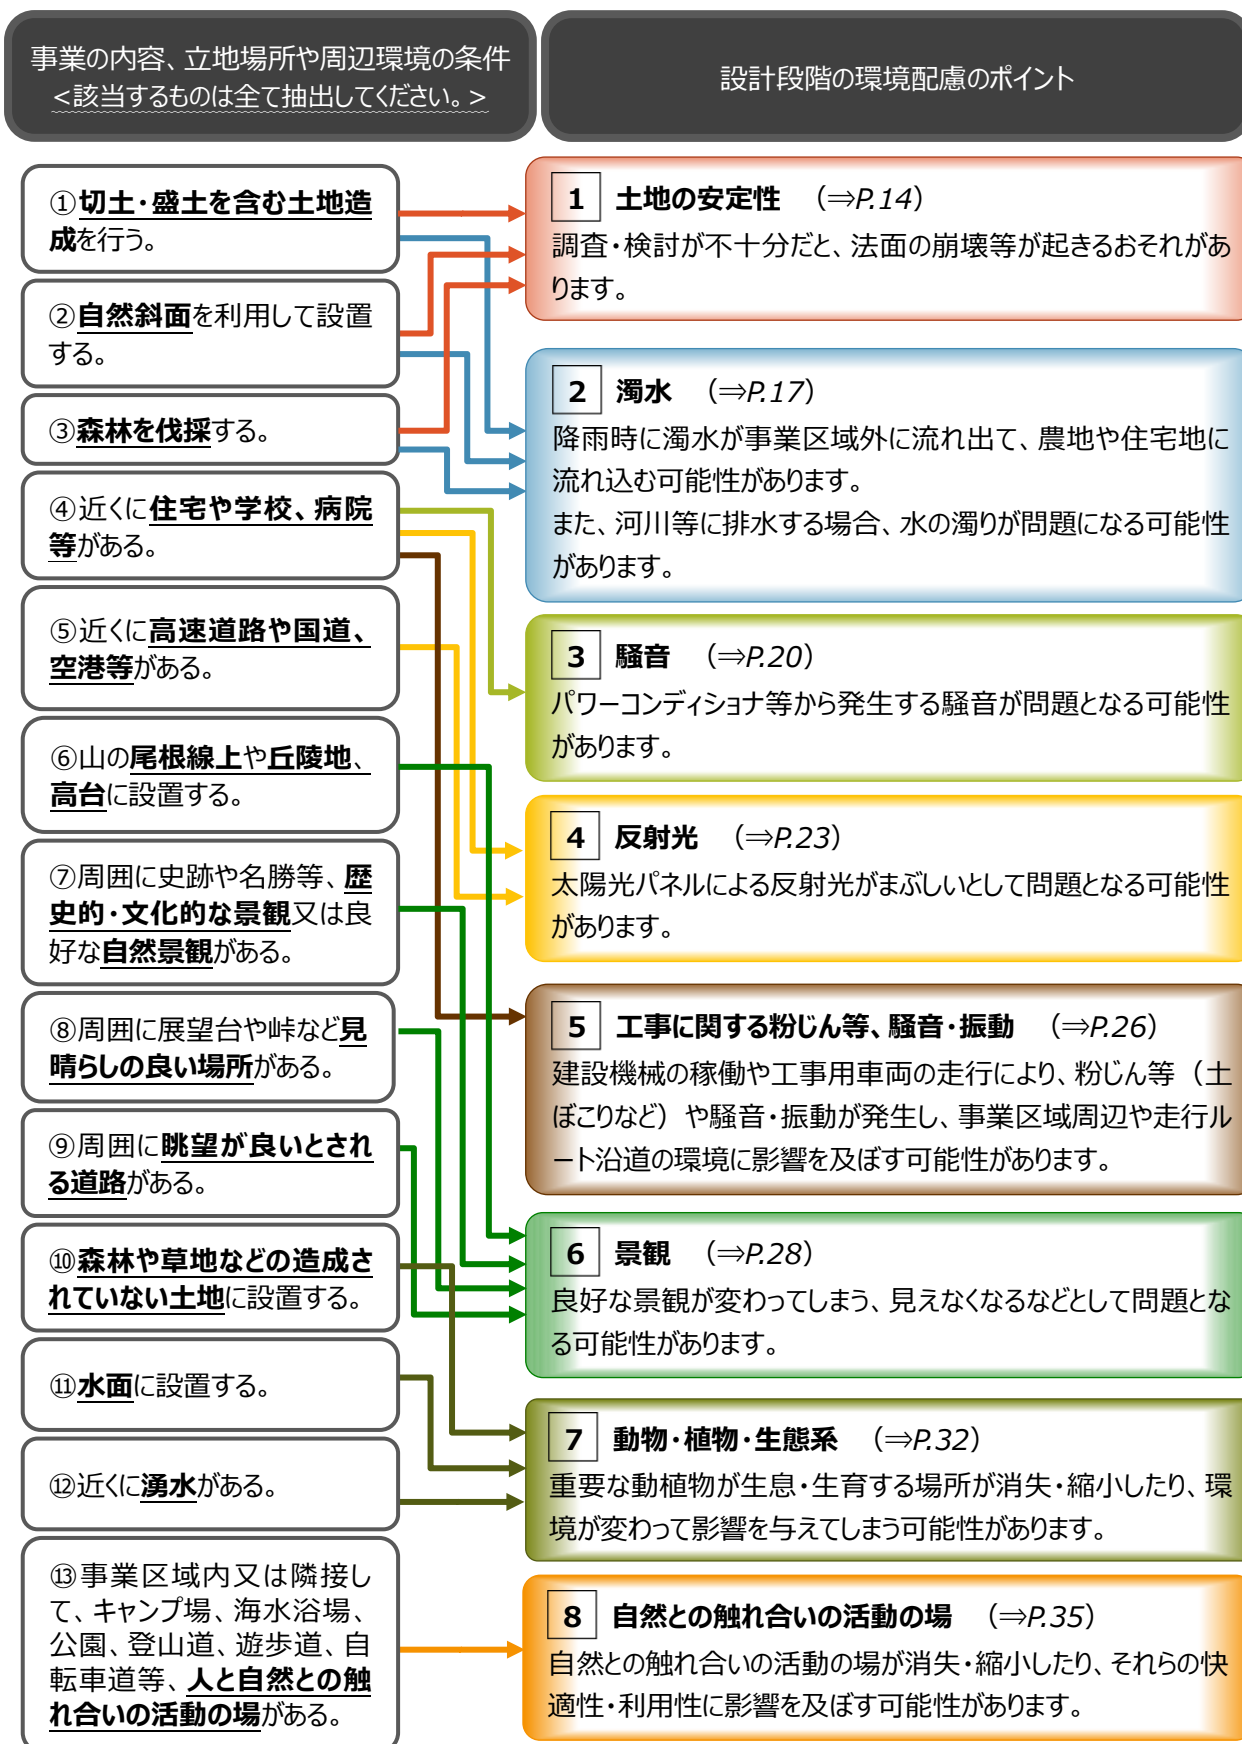 事業の内容、立地場所や周辺環境の条件
<該当するものは全て抽出してください。>
設計段階の環境配慮のポイント
①切土・盛土を含む土地造
成を行う。
②自然斜面を利用して設置
する。
③森林を伐採する。
④近くに住宅や学校、病院
等がある。
⑤近くに高速道路や国道、
空港等がある。
⑥山の尾根線上や丘陵地、
高台に設置する。
⑦周囲に史跡や名勝等、歴
史的・文化的な景観又は良
好な自然景観がある。
⑧周囲に展望台や峠など見
晴らしの良い場所がある。
⑨周囲に眺望が良いとされ
る道路がある。
⑩森林や草地などの造成さ
れていない土地に設置する。
⑪水面に設置する。
⑫近くに湧水がある。
⑬事業区域内又は隣接し
て、キャンプ場、海水浴場、
公園、登山道、遊歩道、自
転車道等、人と自然との触
れ合いの活動の場がある。
1 土地の安定性 （⇒P.14）
調査・検討が不十分だと、法面の崩壊等が起きるおそれがあ
ります。
2 濁水 （⇒P.17）
降雨時に濁水が事業区域外に流れ出て、農地や住宅地に
流れ込む可能性があります。
また、河川等に排水する場合、水の濁りが問題になる可能性
があります。
3 騒音 （⇒P.20）
パワーコンディショナ等から発生する騒音が問題となる可能性
があります。
4 反射光 （⇒P.23）
太陽光パネルによる反射光がまぶしいとして問題となる可能性
があります。
5 工事に関する粉じん等、騒音・振動 （⇒P.26）
建設機械の稼働や工事用車両の走行により、粉じん等（土
ぼこりなど）や騒音・振動が発生し、事業区域周辺や走行ル
ート沿道の環境に影響を及ぼす可能性があります。
6 景観 （⇒P.28）
良好な景観が変わってしまう、見えなくなるなどとして問題とな
る可能性があります。
7 動物・植物・生態系 （⇒P.32）
重要な動植物が生息・生育する場所が消失・縮小したり、環
境が変わって影響を与えてしまう可能性があります。
8 自然との触れ合いの活動の場 （⇒P.35）
自然との触れ合いの活動の場が消失・縮小したり、それらの快
適性・利用性に影響を及ぼす可能性があります。